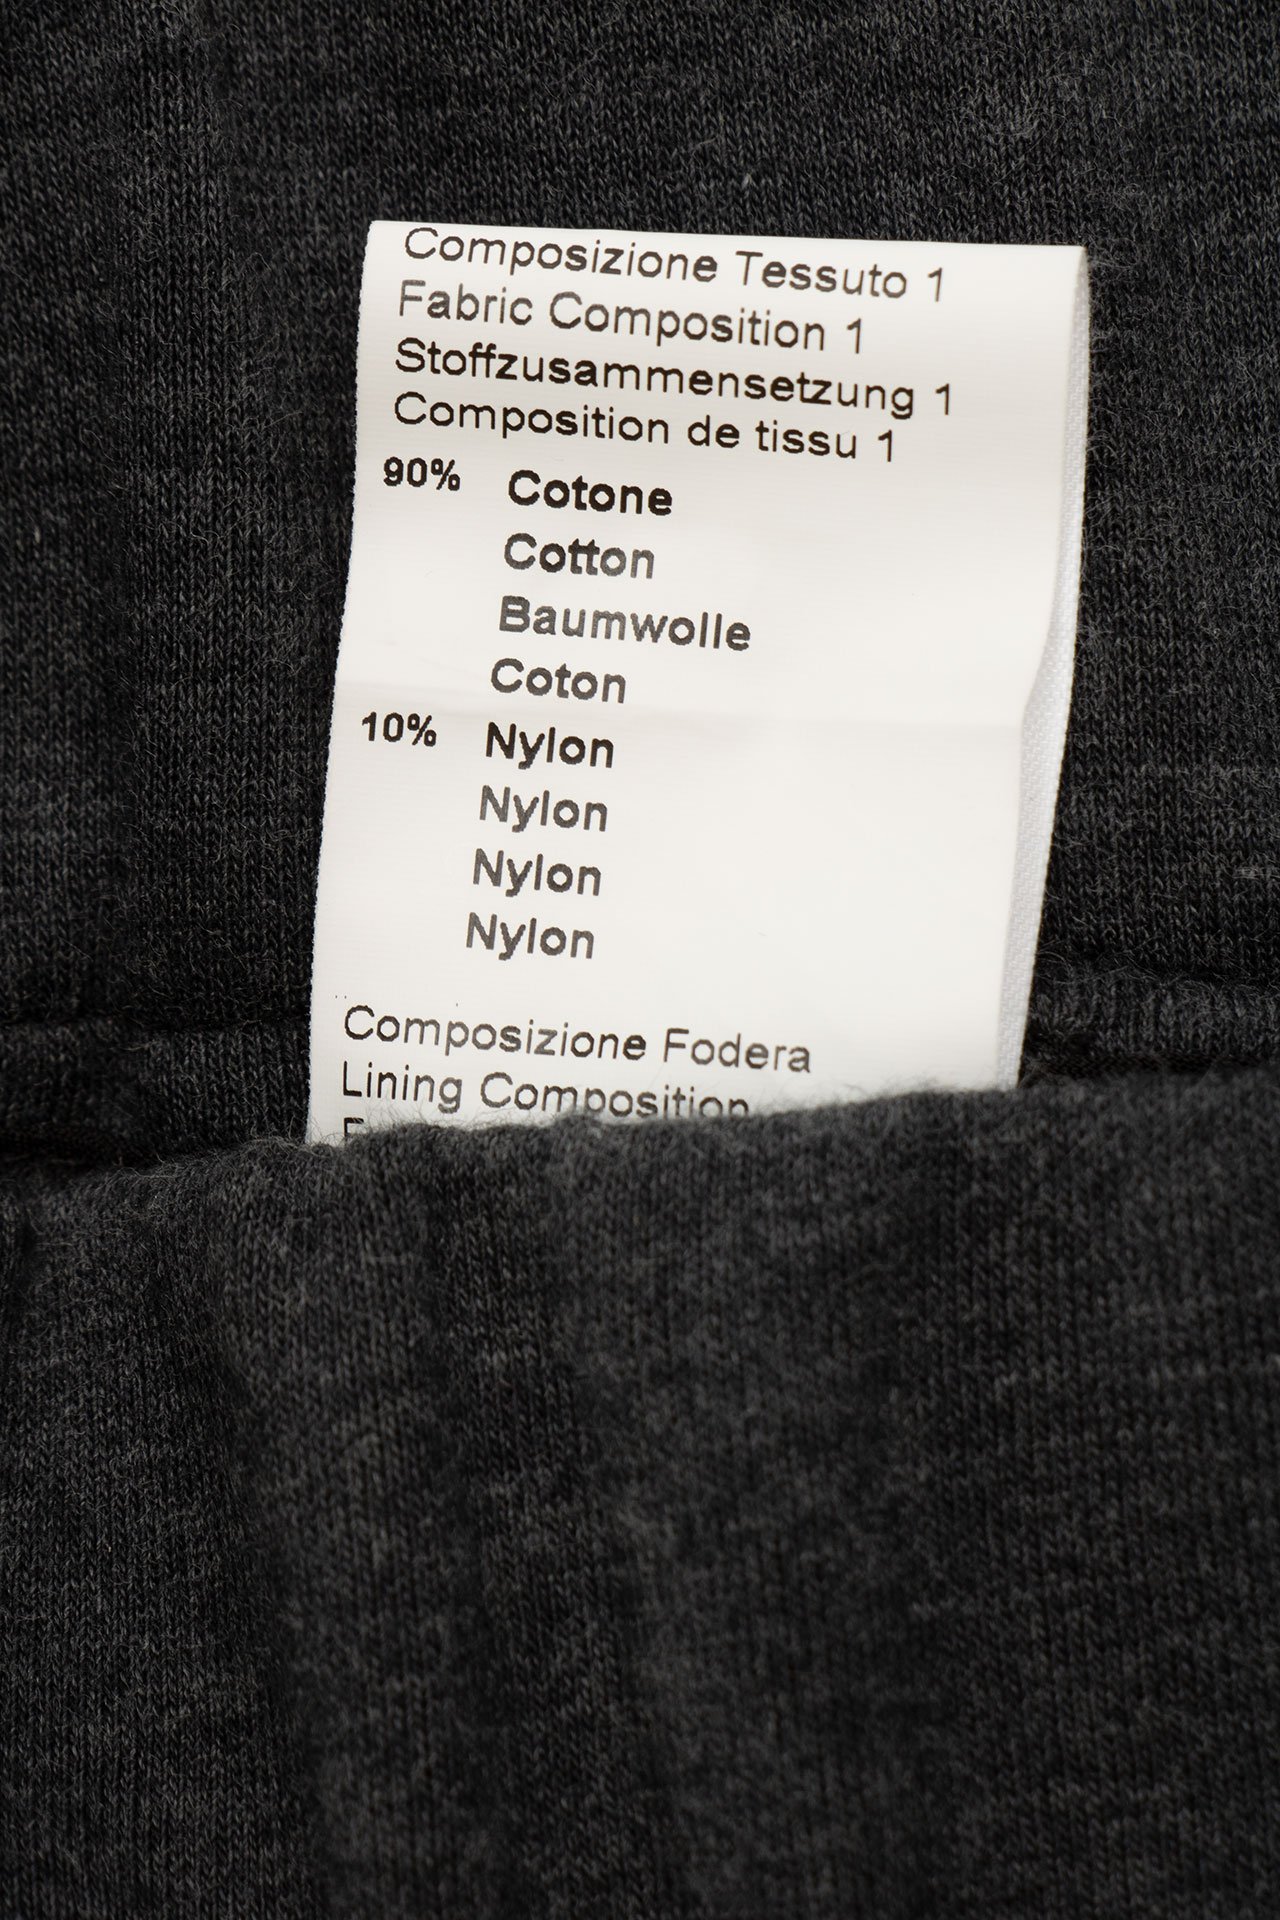 Composizione Tessuto 1
Fabric Composition 1
Stoffzusammensetzung 1
Composition de tissu 1
90% Cotone
Cotton
Baumwolle
Coton
10% Nylon
Nylon
Nylon
Nylon
Composizione Fodera
Lining Composition